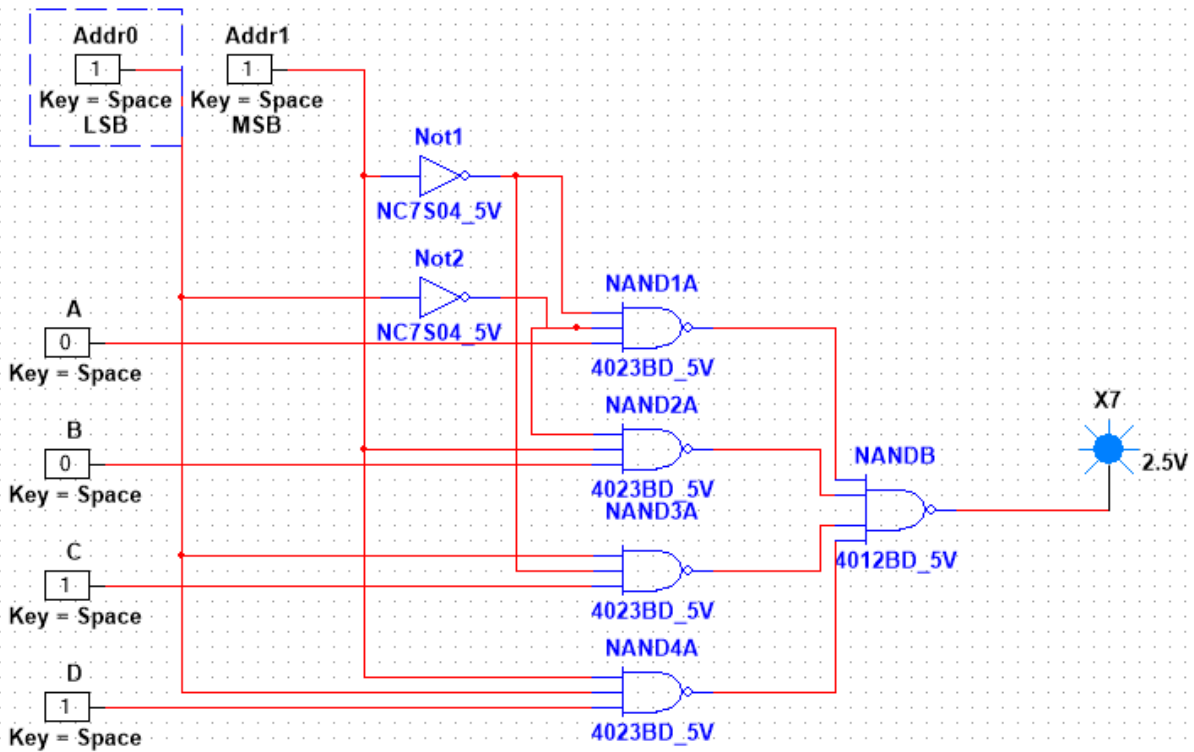 Addr0
1
Key = Space
LSB
Addr1
1
Key = Space
MSB
Not1
NC7S04_5V
Not2
NC7S04_5V
A
0
Key = Space
NAND1A
4023BD_5V
B
0
Key = Space
NAND2A
4023BD_5V
NAND3A
C
1
Key = Space
4023BD_5V
D
1
Key = Space
NAND4A
4023BD_5V
NANDB
4012BD_5V
X7
2.5V